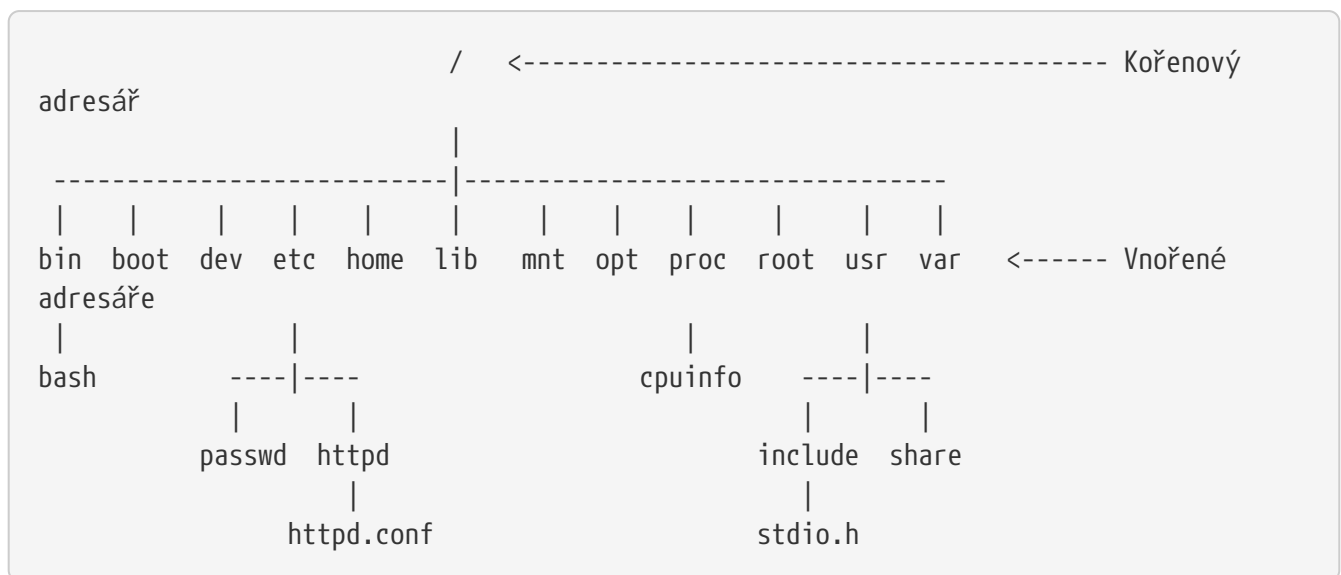 / <---------------------------------------- Kořenový
adresář
|
---------------------------|---------------------------------
| | | | | | | | | | | |
bin boot dev etc home lib mnt opt proc root usr var <------ Vnořené
adresáře
| | | |
bash ----|---- cpuinfo ----|----
| | | |
passwd httpd include share
| |
httpd.conf stdio.h